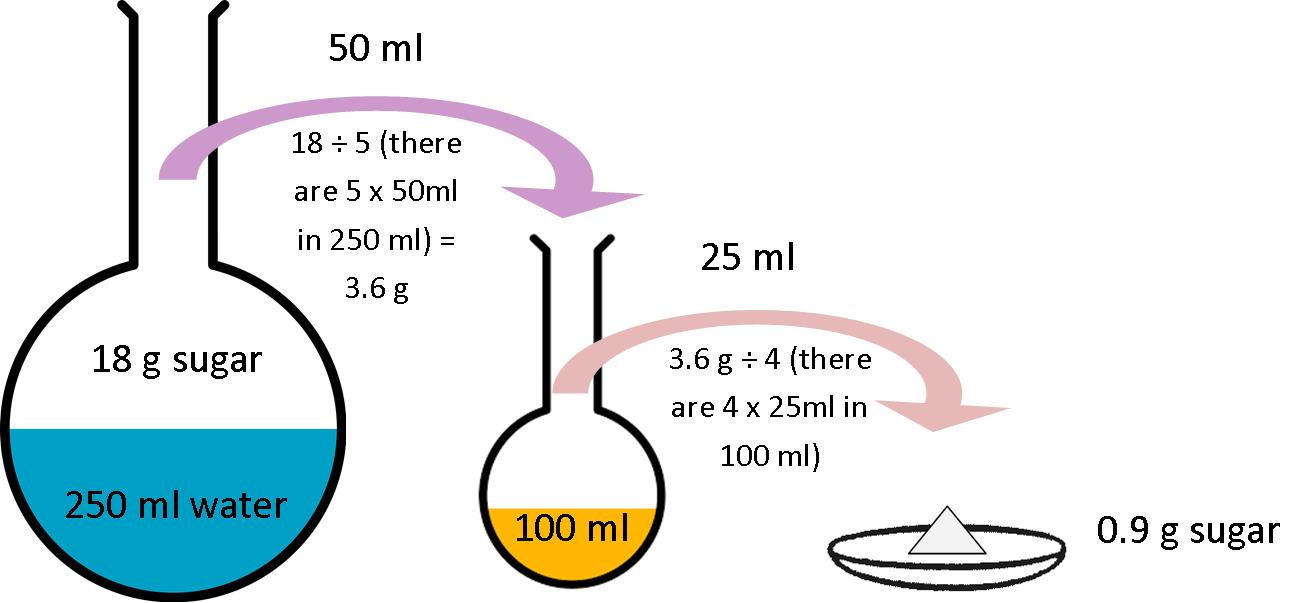 50 ml
18 ÷ 5 (there
are 5 x 50ml
in 250 ml) =
3.6 g
18 g sugar
250 ml water
25 ml
3.6 g ÷ 4 (there
are 4 x 25ml in
100 ml)
100 ml
0.9 g sugar